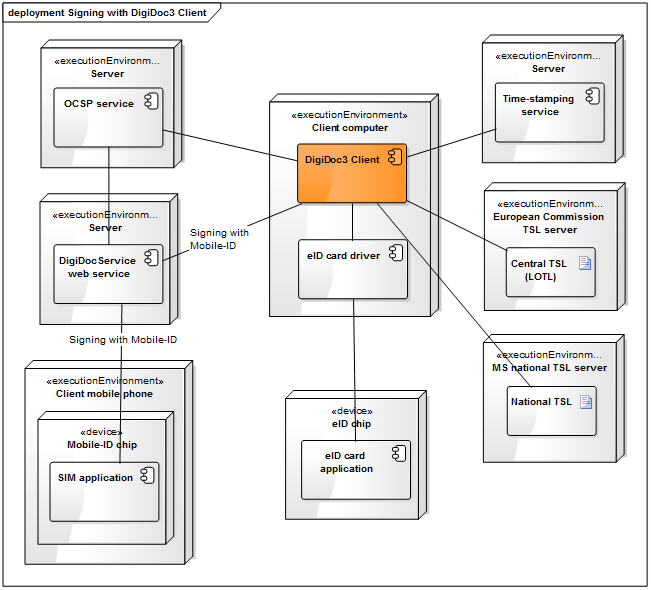 deployment Signing with DigiDoc3 Client
«executionEnvironm...
Server
OCSP service
«executionEnvironment»
Client computer
DigiDoc3 Client
eID card driver
«executionEnvironm...
Server
Time-stamping
service
«executionEnvironm...
Server
DigiDocService
web service
Signing with
Mobile-ID
«executionEnvironm...
European Commission
TSL server
Central TSL
(LOTL)
Signing with Mobile-ID
«executionEnvironm...
MS national TSL server
National TSL
«executionEnvironment»
Client mobile phone
«device»
Mobile-ID chip
SIM application
«device»
eID chip
eID card
application